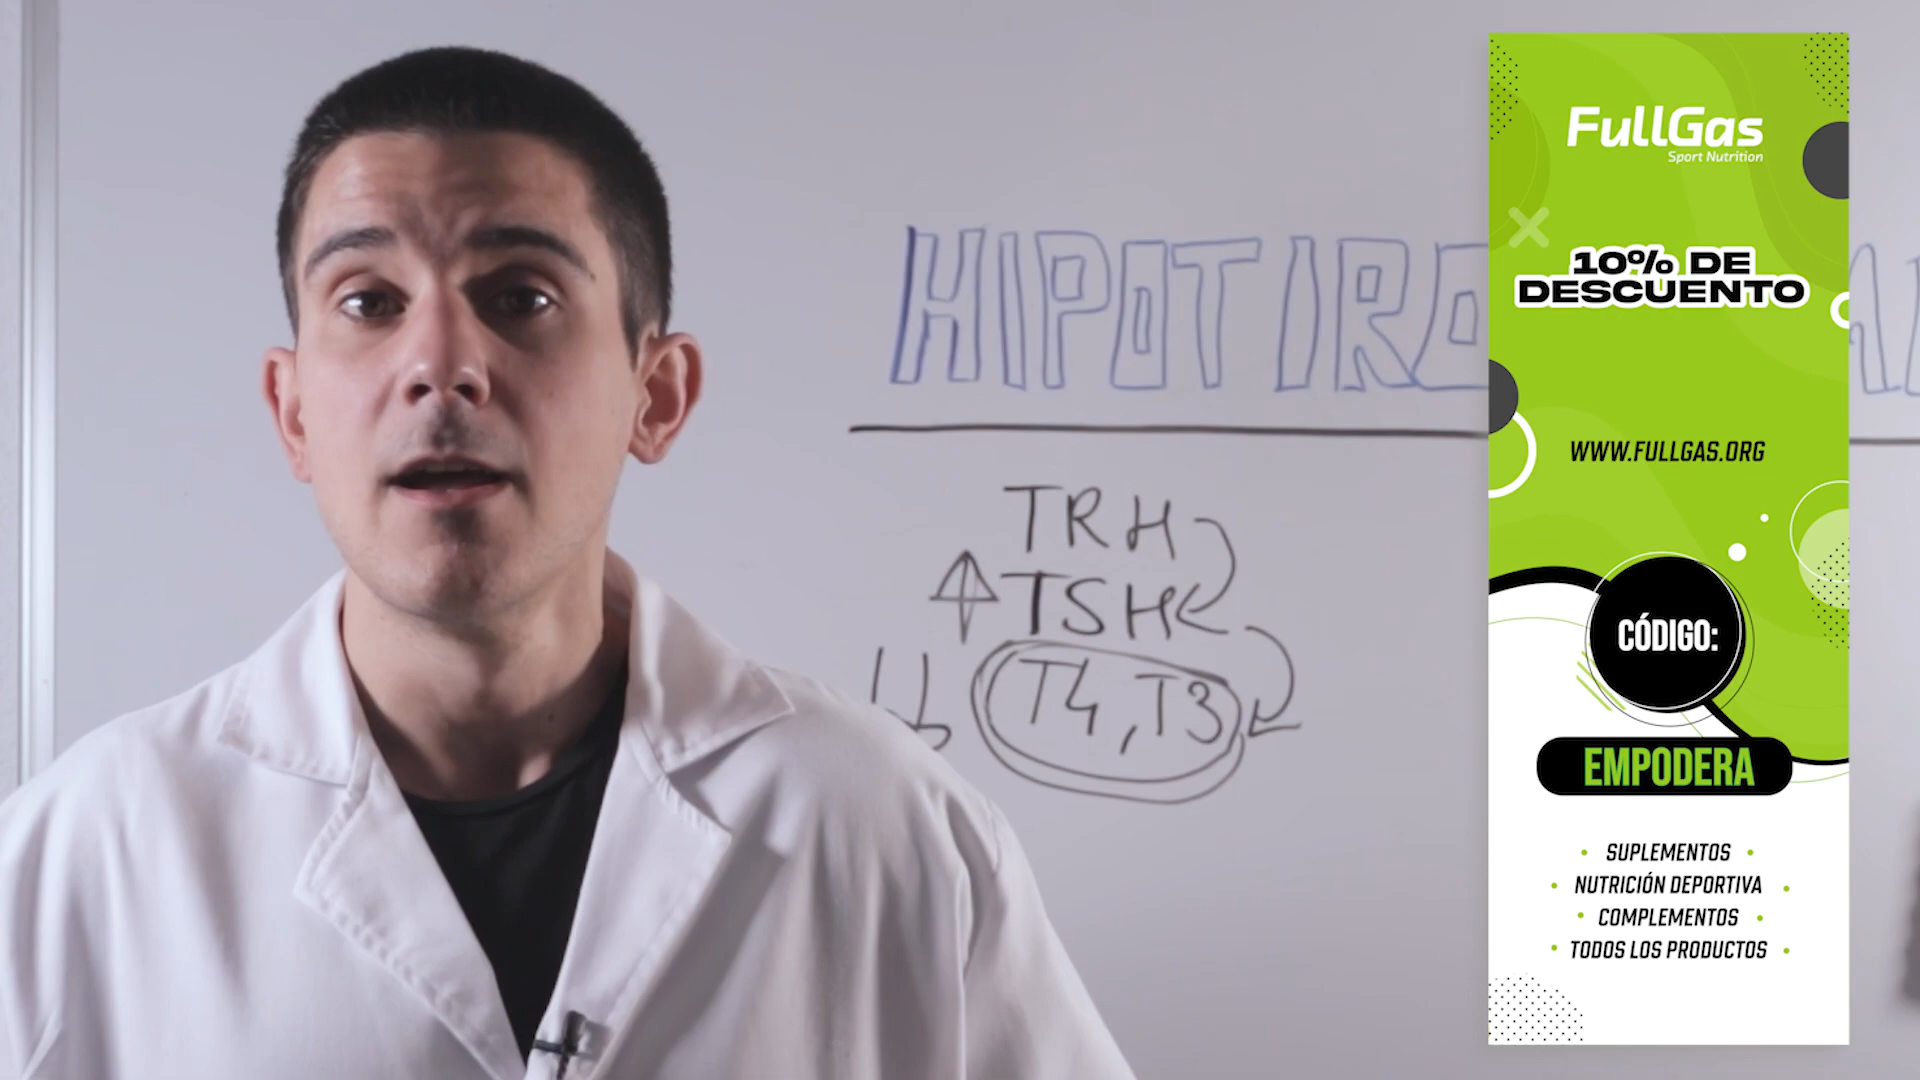 HIPOTIRO
TRH
TSH
T4, T3
FullGas
Sport Nutrition
10% DE
DESCUENTO
WWW.FULLGAS.ORG
CÓDIGO:
EMPODERA
• SUPLEMENTOS •
• NUTRICIÓN DEPORTIVA •
• COMPLEMENTOS •
• TODOS LOS PRODUCTOS •